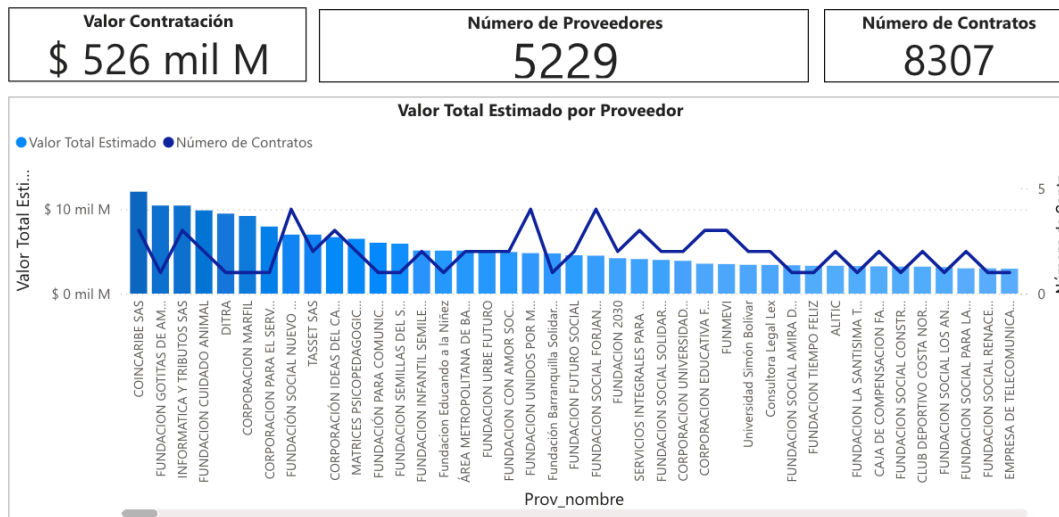 Valor Contratación
$ 526 mil M
Número de Proveedores
5229
Número de Contratos
8307
Valor Total Estimado por Proveedor
Valor Total Estimado
Número de Contratos
Valor Total Esti...
$ 10 mil M
$ 0 mil M
5
0
COINCARIBE SAS
FUNDACION GOTITAS DE AM...
INFORMATICA Y TRIBUTOS SAS
FUNDACION CUIDADO ANIMAL
DITRA
CORPORACION MARFIL
CORPORACION PARA EL SERV...
FUNDACIÓN SOCIAL NUEVO ...
TASSET SAS
CORPORACIÓN IDEAS DEL CA...
MATRICES PSICOPEDAGOGIC...
FUNDACIÓN PARA COMUNIC...
FUNDACION SEMILLAS DEL S...
FUNDACION INFANTIL SEMILE...
Fundacion Educando a la Niñez
ÁREA METROPOLITANA DE BA...
FUNDACION URBE FUTURO
FUNDACION CON AMOR SOC...
FUNDACION UNIDOS POR M...
Fundación Barranquilla Solidar...
FUNDACION FUTURO SOCIAL
FUNDACION SOCIAL FORJAN...
FUNDACION 2030
SERVICIOS INTEGRALES PARA ...
FUNDACION SOCIAL SOLIDAR...
CORPORACION UNIVERSIDAD...
CORPORACION EDUCATIVA F...
FUNMEVI
Universidad Simón Bolívar
Consultora Legal Lex
FUNDACION SOCIAL AMIRA D...
FUNDACION TIEMPO FELIZ
ALITIC
FUNDACION LA SANTISIMA T...
CAJA DE COMPENSACION FA...
FUNDACION SOCIAL CONSTR...
CLUB DEPORTIVO COSTA NOR...
FUNDACION SOCIAL LOS AN...
FUNDACION SOCIAL PARA LA...
FUNDACION SOCIAL RENACE...
EMPRESA DE TELECOMUNICA...
Prov_nombre